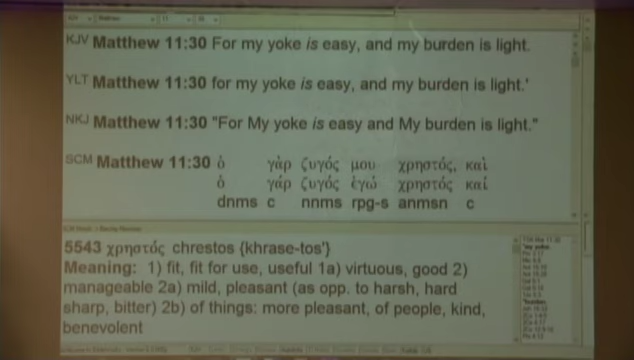 KJV Matthew 11:30 For my yoke is easy, and my burden is light.
YLT Matthew 11:30 for my yoke is easy, and my burden is light.'
NKJ Matthew 11:30 "For My yoke is easy and My burden is light."
SCM Matthew 11:30 ὁ γὰρ ζυγός μου χρηστός, καὶ
ὁ γάρ ζυγός ἐγώ χρηστός καί
dnms c nnms rpg-s anmsn c
5543 χρηστός chrestos {khrase-tos'}
Meaning: 1) fit, fit for use, useful 1a) virtuous, good 2)
manageable 2a) mild, pleasant (as opp. to harsh, hard
sharp, bitter) 2b) of things: more pleasant, of people, kind,
benevolent